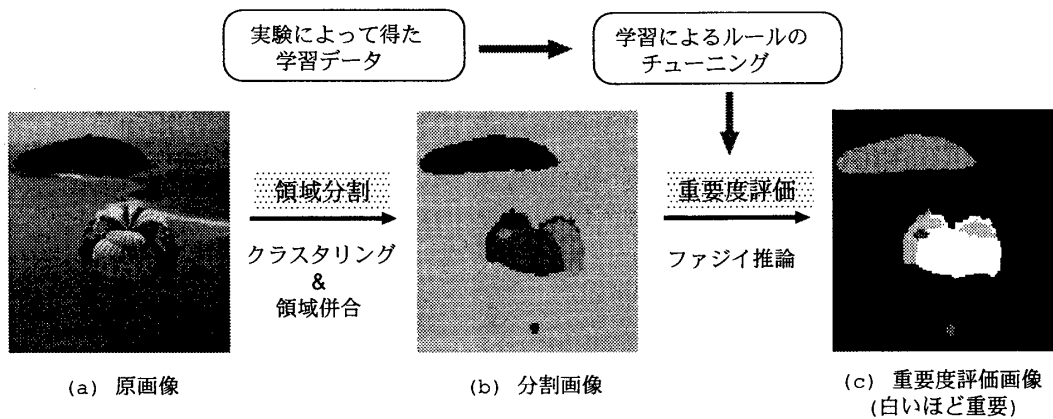 実験によって得た
学習データ
学習によるルールの
チューニング
領域分割
クラスタリング
&
領域併合
重要度評価
ファジイ推論
(a) 原画像
(b) 分割画像
(c) 重要度評価画像
(白いほど重要)